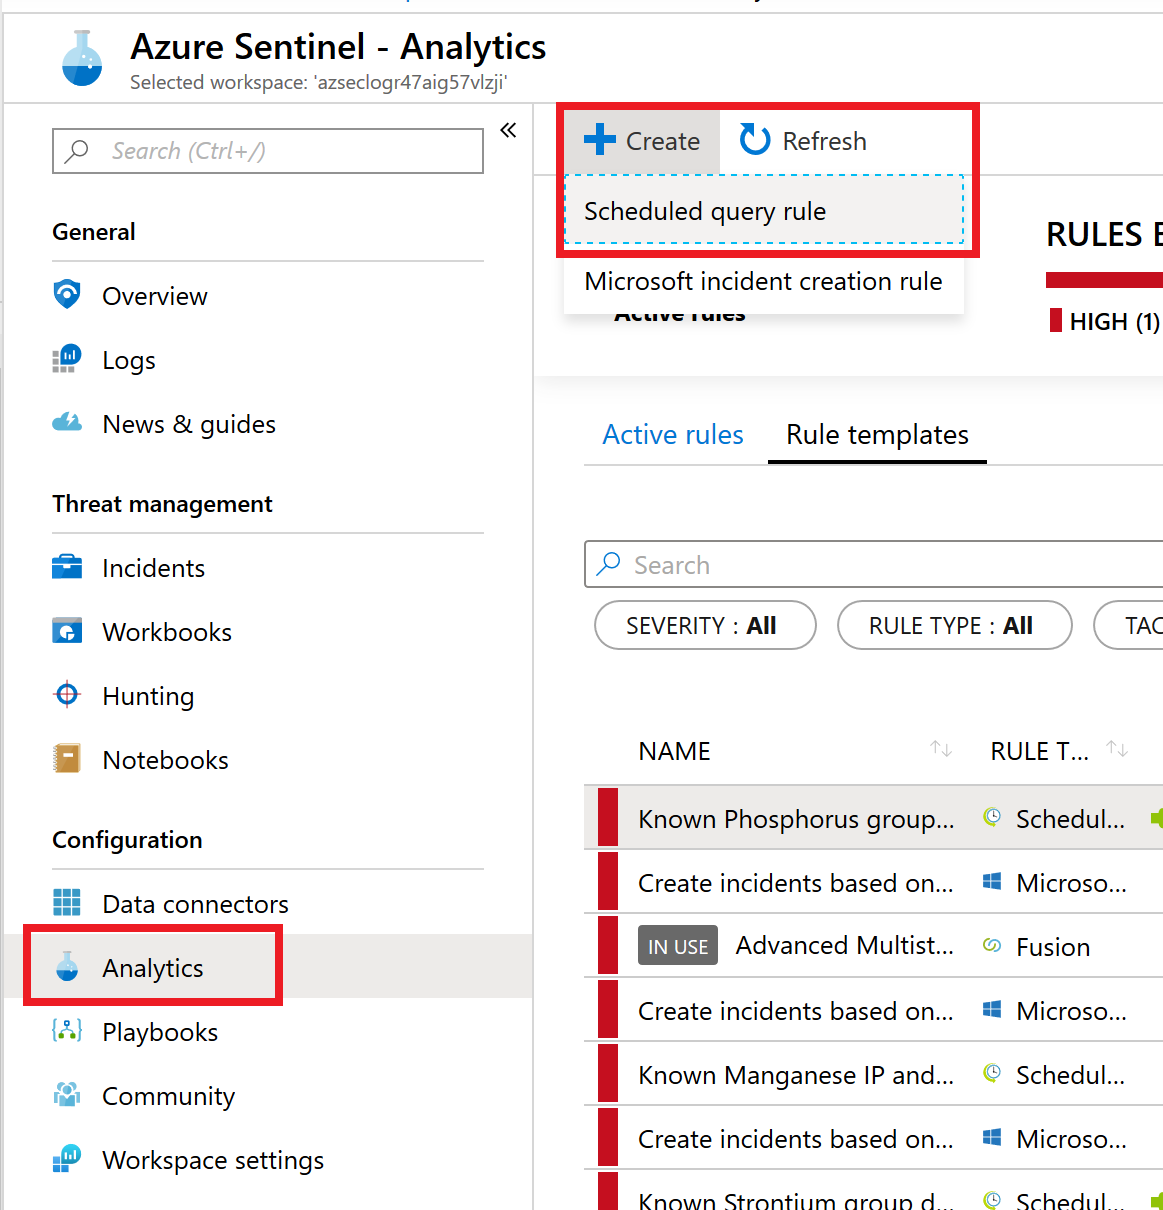 Azure Sentinel - Analytics
Selected workspace: 'azseclogr47aig57vlzji'
Search (Ctrl+/)
«
General
Overview
Logs
News & guides
Threat management
Incidents
Workbooks
Hunting
Notebooks
Configuration
Data connectors
Analytics
Playbooks
Community
Workspace settings
Create Refresh
Scheduled query rule
Microsoft incident creation rule
Active rules
RULES
HIGH (1)
Active rules Rule templates
Search
SEVERITY : All RULE TYPE : All TAC
NAME RULE T...
Known Phosphorus group... Schedul...
Create incidents based on... Microso...
IN USE Advanced Multist... Fusion
Create incidents based on... Microso...
Known Manganese IP and... Schedul...
Create incidents based on... Microso...
Known Strontium group d... Schedul...